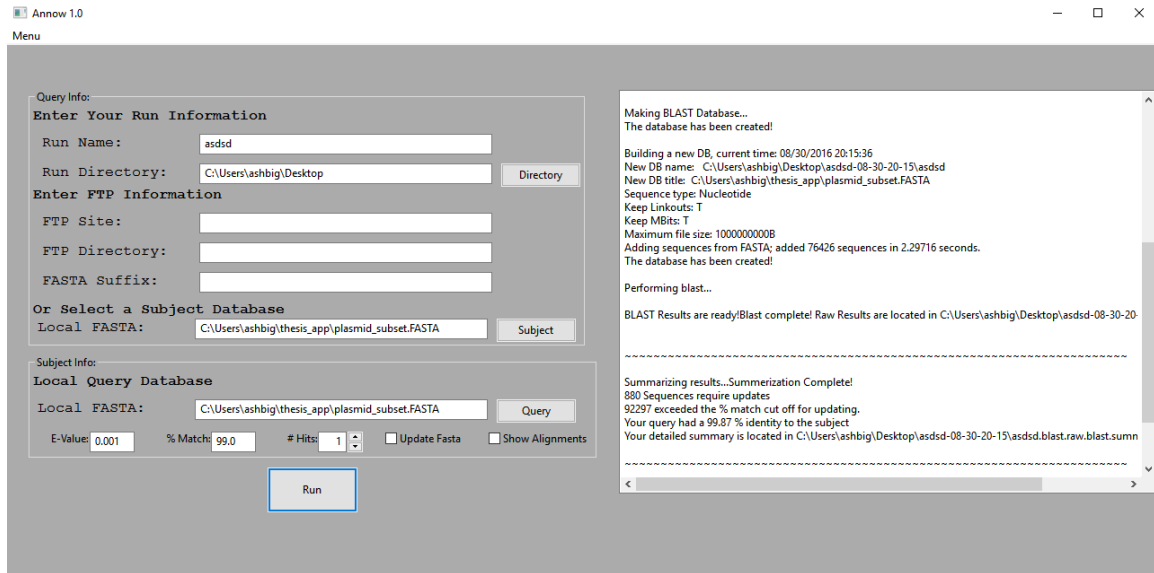 Annow 1.0
Menu
Query Info:
Enter Your Run Information
Run Name:
asdsd
Run Directory:
C:\Users\ashbig\Desktop
Directory
Enter FTP Information
FTP Site:
FTP Directory:
FASTA Suffix:
Or Select a Subject Database
Local FASTA:
C:\Users\ashbig\thesis_app\plasmid_subset.FASTA
Subject
Subject Info:
Local Query Database
Local FASTA:
C:\Users\ashbig\thesis_app\plasmid_subset.FASTA
Query
E-Value: 0.001 % Match: 99.0 # Hits: 1 Update Fasta Show Alignments
Run
Making BLAST Database...
The database has been created!
Building a new DB, current time: 08/30/2016 20:15:36
New DB name: C:\Users\ashbig\Desktop\asdsd-08-30-20-15\asdsd
New DB title: C:\Users\ashbig\thesis_app\plasmid_subset.FASTA
Sequence type: Nucleotide
Keep Linkouts: T
Keep MBits: T
Maximum file size: 1000000000B
Adding sequences from FASTA; added 76426 sequences in 2.29716 seconds.
The database has been created!
Performing blast...
BLAST Results are ready!Blast complete! Raw Results are located in C:\Users\ashbig\Desktop\asdsd-08-30-20-
~~~~~~~~~~~~~~~~~~~~~~~~~~~~~~~~~~~~~~~~~~~~~~~~~~~~~~~~~~~~~~~~~~~~~~
Summarizing results...Summerization Complete!
880 Sequences require updates
92297 exceeded the % match cut off for updating.
Your query had a 99.87 % identity to the subject
Your detailed summary is located in C:\Users\ashbig\Desktop\asdsd-08-30-20-15\asdsd.blast.raw.blast.summ
~~~~~~~~~~~~~~~~~~~~~~~~~~~~~~~~~~~~~~~~~~~~~~~~~~~~~~~~~~~~~~~~~~~~~~